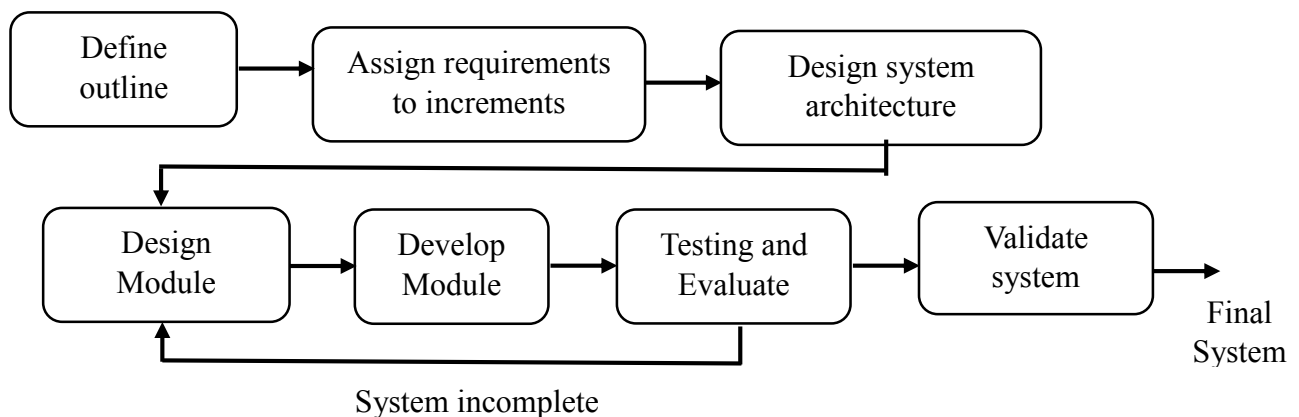 Define
outline
Assign requirements
to increments
Design system
architecture
Design
Module
Develop
Module
Testing and
Evaluate
Validate
system
Final
System
System incomplete